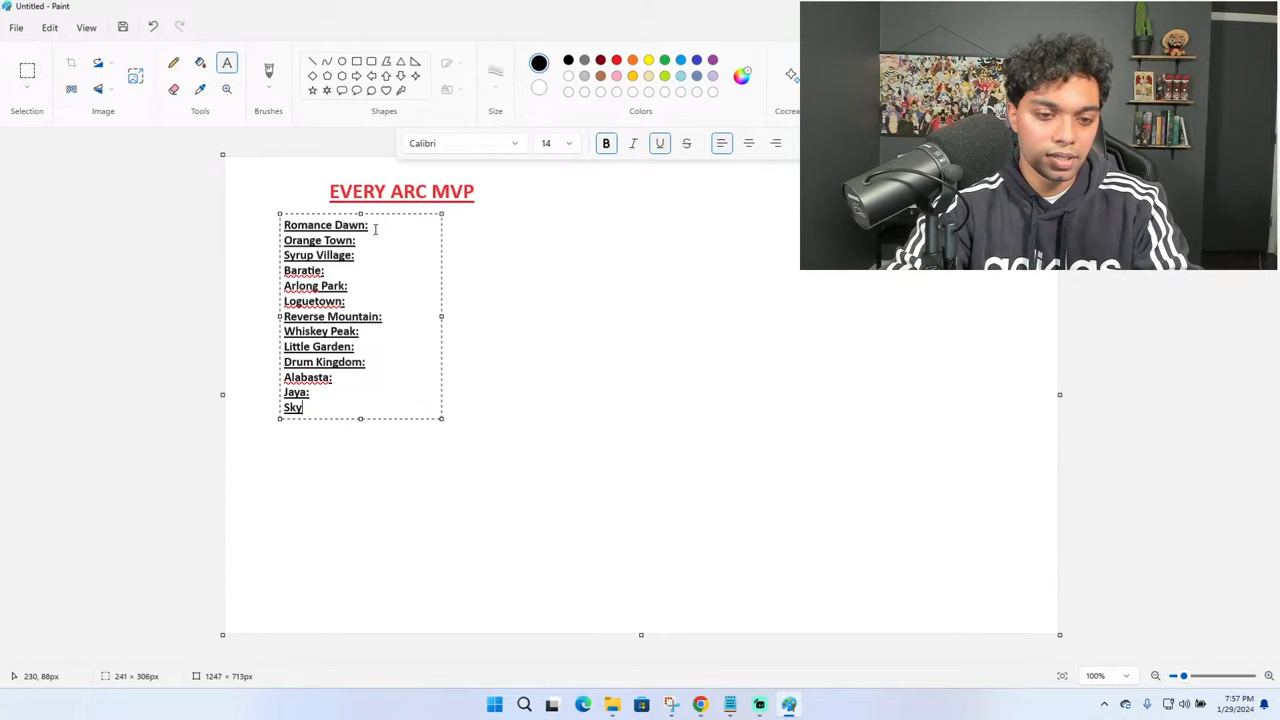 Untitled - Paint
File Edit View
Selection
Image
Tools
Brushes
Shapes
Size
Colors
Cocrea
Calibri 14 B I U S
EVERY ARC MVP
Romance Dawn:
Orange Town:
Syrup Village:
Baratie:
Arlong Park:
Loguetown:
Reverse Mountain:
Whiskey Peak:
Little Garden:
Drum Kingdom:
Alabasta:
Jaya:
Sky
adidas
230, 88px
241 × 306px
1247 × 713px
100%
7:57 PM
1/29/2024